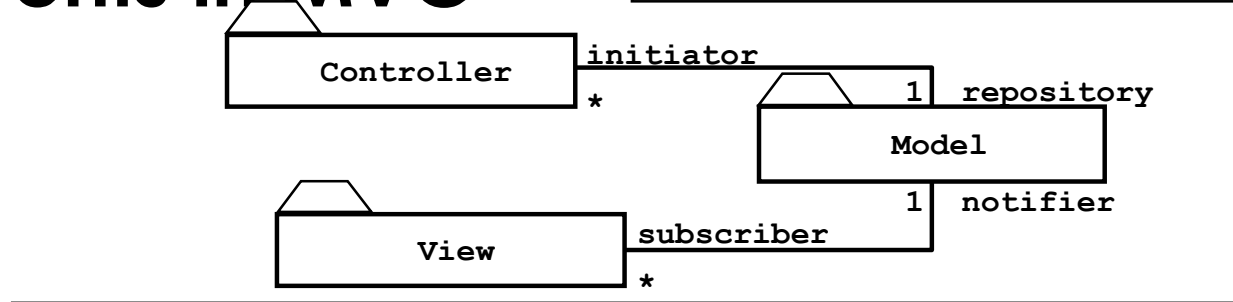 Controller
initiator
*
1 repository
Model
1 notifier
View
subscriber
*